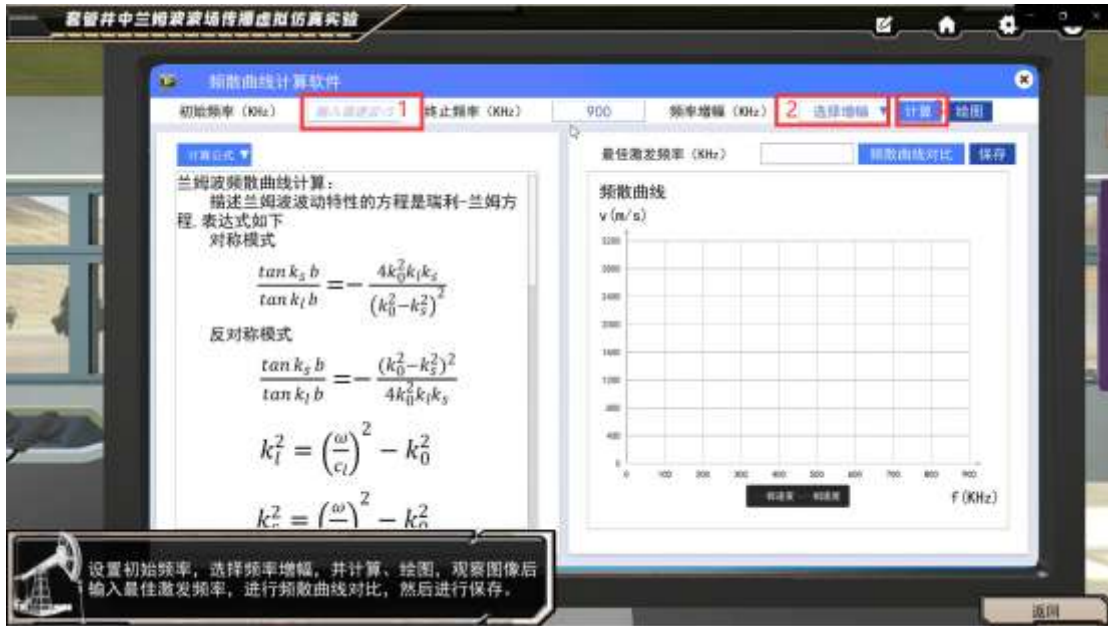 套管井中兰姆波波场传播虚拟仿真实验
频散曲线计算软件
初始频率（KHz） 1 终止频率（KHz） 900 频率增幅（KHz） 2 选择增幅 ▼ 计算 绘图
计算公式 ▼
最佳激发频率（KHz） 频散曲线对比 保存
兰姆波频散曲线计算：
描述兰姆波波动特性的方程是瑞利-兰姆方
程.表达式如下
对称模式
tan k_s b / tan k_l b = − 4k_0^2 k_l k_s / (k_0^2−k_s^2)^2
反对称模式
tan k_s b / tan k_l b = − (k_0^2−k_s^2)^2 / 4k_0^2 k_l k_s
k_l^2 = (ω/c_l)^2 − k_0^2
频散曲线
v(m/s)
3200
2800
2400
2000
1600
1200
800
400
0
0 100 200 300 400 500 600 700 800 900
f(KHz)
设置初始频率，选择频率增幅，并计算、绘图，观察图像后
输入最佳激发频率，进行频散曲线对比，然后进行保存。
返回